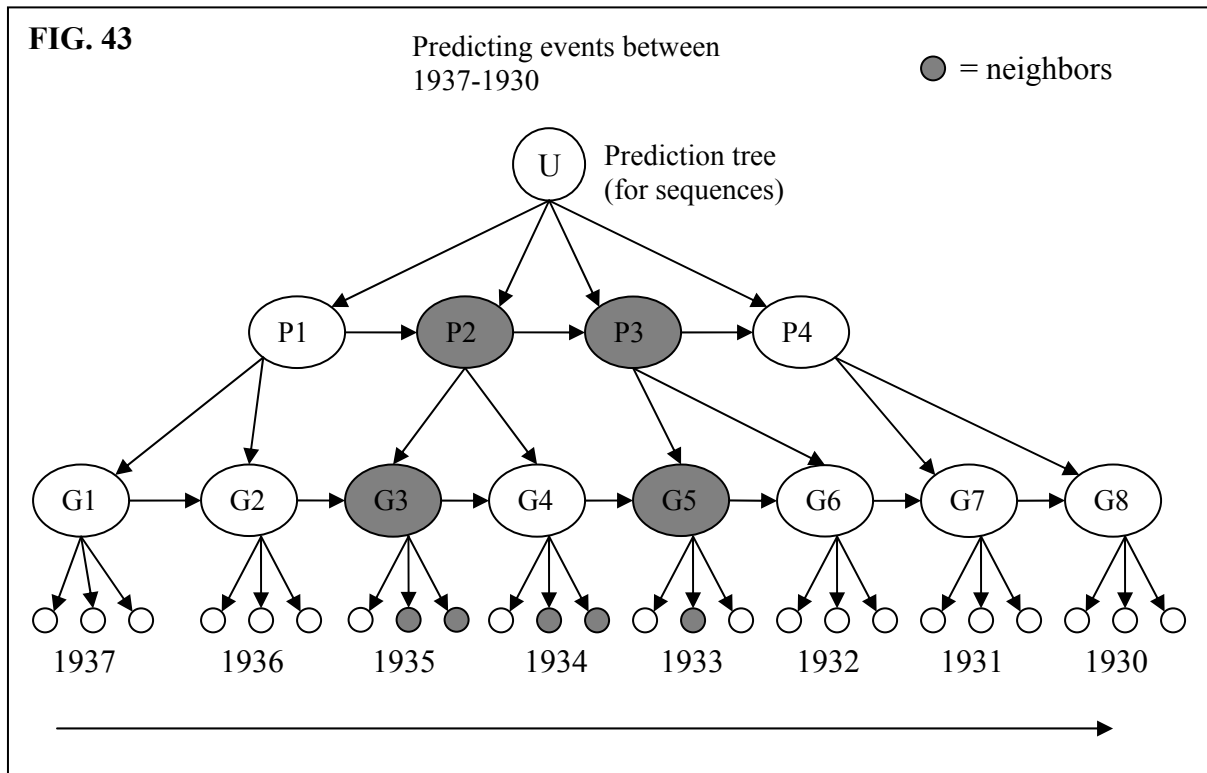 FIG. 43
Predicting events between
1937-1930
= neighbors
U
Prediction tree
(for sequences)
P1 P2 P3 P4
G1 G2 G3 G4 G5 G6 G7 G8
1937 1936 1935 1934 1933 1932 1931 1930